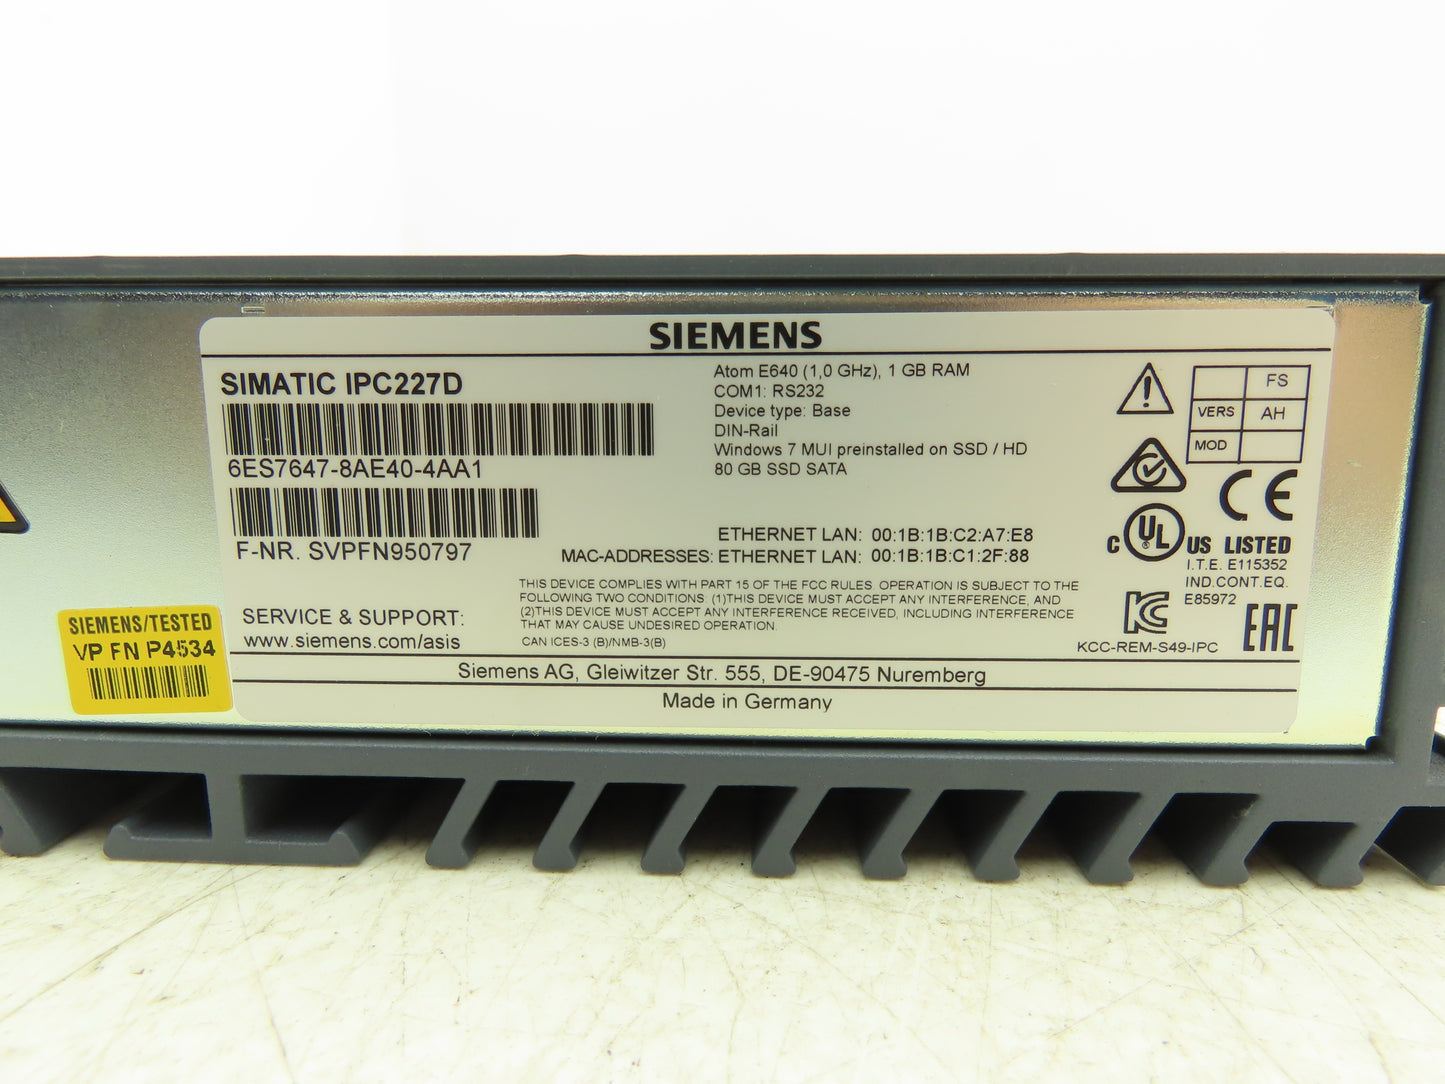 SIEMENS
SIMATIC IPC227D
6ES7647-8AE40-4AA1
F-NR. SVPFN950797
Atom E640 (1,0 GHz), 1 GB RAM
COM1: RS232
Device type: Base
DIN-Rail
Windows 7 MUI preinstalled on SSD / HD
80 GB SSD SATA
FS
VERS AH
MOD
ETHERNET LAN: 00:1B:1B:C2:A7:E8
MAC-ADDRESSES: ETHERNET LAN: 00:1B:1B:C1:2F:88
CE
C UL US LISTED
I.T.E. E115352
IND.CONT.EQ.
E85972
THIS DEVICE COMPLIES WITH PART 15 OF THE FCC RULES. OPERATION IS SUBJECT TO THE
FOLLOWING TWO CONDITIONS: (1)THIS DEVICE MUST ACCEPT ANY INTERFERENCE, AND
(2)THIS DEVICE MUST ACCEPT ANY INTERFERENCE RECEIVED, INCLUDING INTERFERENCE
THAT MAY CAUSE UNDESIRED OPERATION.
CAN ICES-3 (B)/NMB-3(B)
SERVICE & SUPPORT:
www.siemens.com/asis
KC
KCC-REM-S49-IPC
EAC
Siemens AG, Gleiwitzer Str. 555, DE-90475 Nuremberg
Made in Germany
SIEMENS/TESTED
VP FN P4534